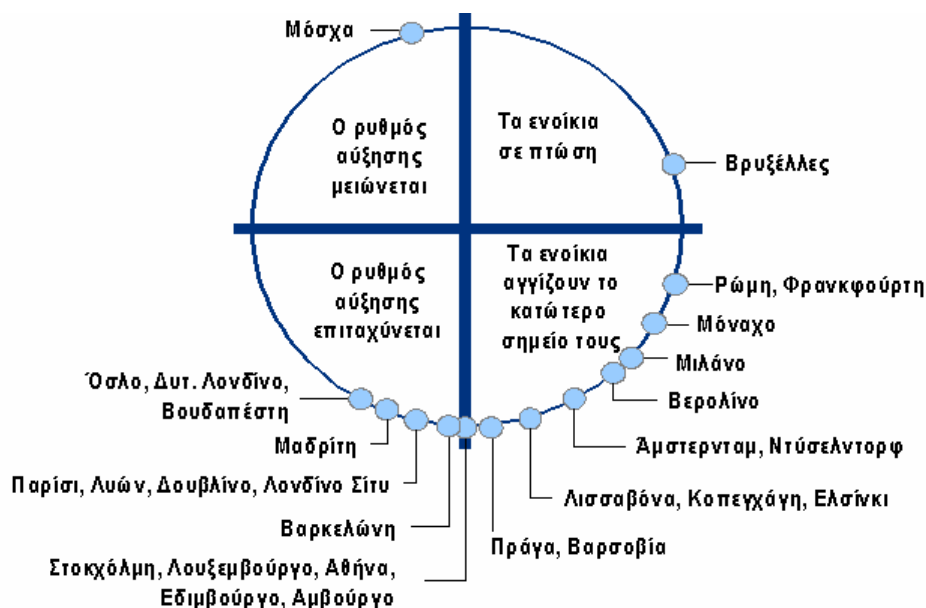 Μόσχα
Ο ρυθμός
αύξησης
μειώνεται
Τα ενοίκια
σε πτώση
Βρυξέλλες
Ο ρυθμός
αύξησης
επιταχύνεται
Τα ενοίκια
αγγίζουν το
κατώτερο
σημείο τους
Ρώμη, Φρανκφούρτη
Μόναχο
Μιλάνο
Βερολίνο
Άμστερνταμ, Ντύσελντορφ
Λισσαβόνα, Κοπεγχάγη, Ελσίνκι
Πράγα, Βαρσοβία
Όσλο, Δυτ. Λονδίνο,
Βουδαπέστη
Μαδρίτη
Παρίσι, Λυών, Δουβλίνο, Λονδίνο Σίτυ
Βαρκελώνη
Στοκχόλμη, Λουξεμβούργο, Αθήνα,
Εδιμβούργο, Αμβούργο